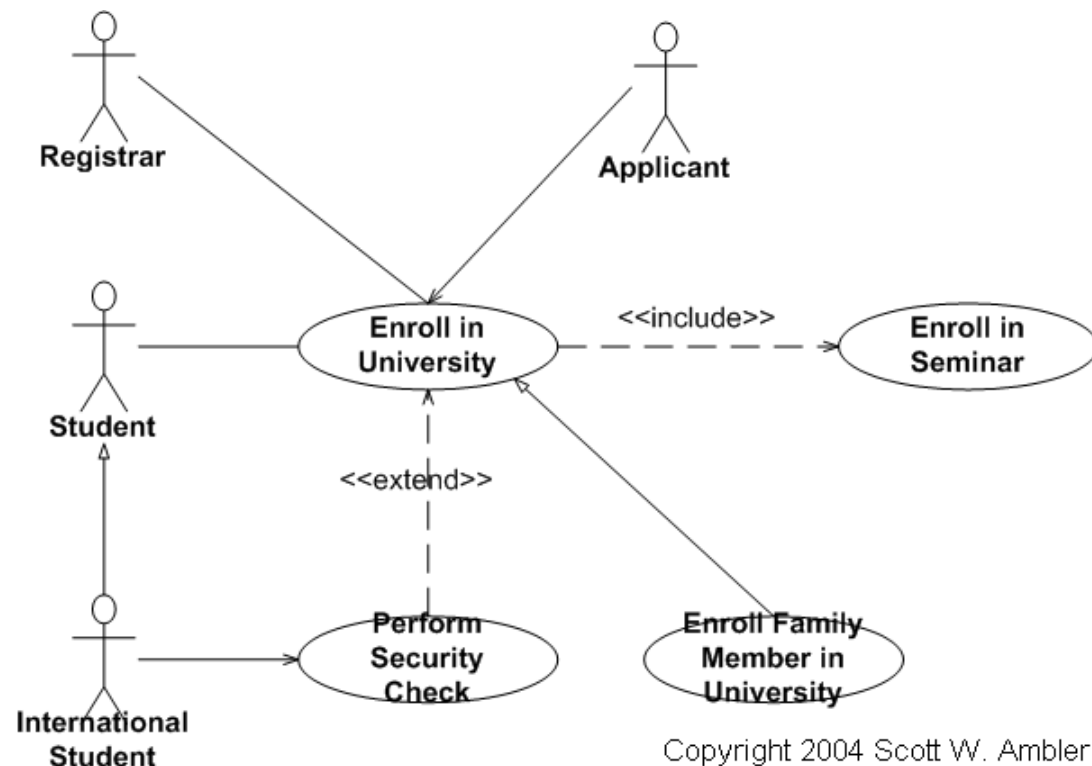 Registrar
Applicant
Enroll in
University
<<include>>
Enroll in
Seminar
Student
<<extend>>
Perform
Security
Check
Enroll Family
Member in
University
International
Student
Copyright 2004 Scott W. Ambler